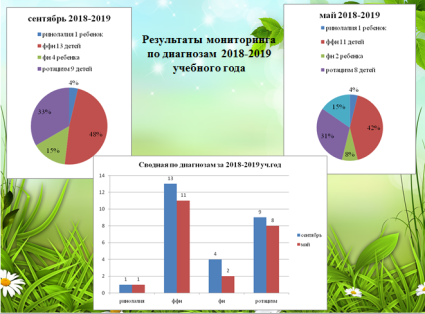 сентябрь 2018-2019
ринолалия 1 ребенок
ффн 13 детей
фн 4 ребенка
ротацизм 9 детей
4%
33%
48%
15%
Результаты мониторинга
по диагнозам 2018-2019
учебного года
май 2018-2019
ринолалия 1 ребенок
ффн 11 детей
фн 2 ребенка
ротацизм 8 детей
4%
15%
42%
31%
8%
Сводная по диагнозам за 2018-2019 уч.год
14
12
10
8
6
4
2
0
1
1
13
11
4
2
9
8
ринолалия
ффн
фн
ротацизм
сентябрь
май